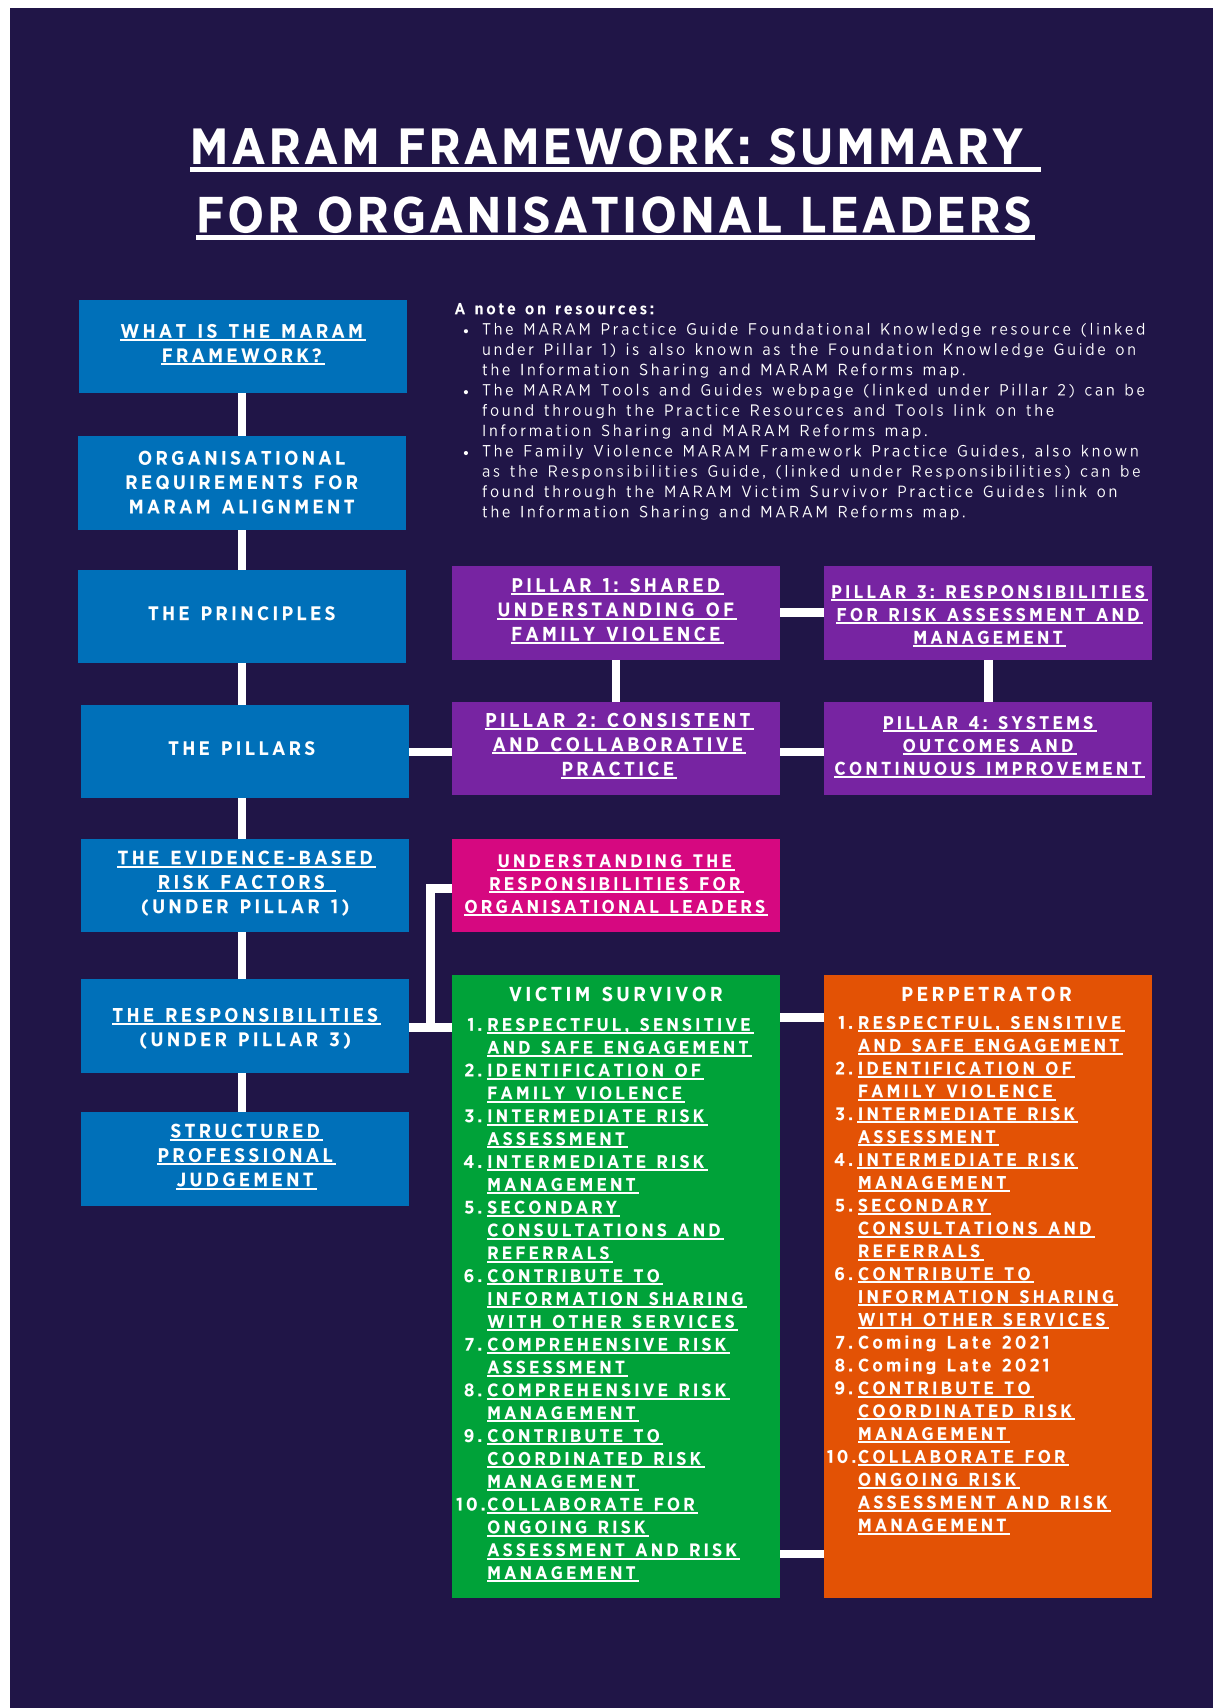 MARAM FRAMEWORK: SUMMARY
FOR ORGANISATIONAL LEADERS
WHAT IS THE MARAM
FRAMEWORK?
ORGANISATIONAL
REQUIREMENTS FOR
MARAM ALIGNMENT
THE PRINCIPLES
THE PILLARS
THE EVIDENCE-BASED
RISK FACTORS
(UNDER PILLAR 1)
THE RESPONSIBILITIES
(UNDER PILLAR 3)
STRUCTURED
PROFESSIONAL
JUDGEMENT
A note on resources:
• The MARAM Practice Guide Foundational Knowledge resource (linked
under Pillar 1) is also known as the Foundation Knowledge Guide on
the Information Sharing and MARAM Reforms map.
• The MARAM Tools and Guides webpage (linked under Pillar 2) can be
found through the Practice Resources and Tools link on the
Information Sharing and MARAM Reforms map.
• The Family Violence MARAM Framework Practice Guides, also known
as the Responsibilities Guide, (linked under Responsibilities) can be
found through the MARAM Victim Survivor Practice Guides link on
the Information Sharing and MARAM Reforms map.
PILLAR 1: SHARED
UNDERSTANDING OF
FAMILY VIOLENCE
PILLAR 3: RESPONSIBILITIES
FOR RISK ASSESSMENT AND
MANAGEMENT
PILLAR 2: CONSISTENT
AND COLLABORATIVE
PRACTICE
PILLAR 4: SYSTEMS
OUTCOMES AND
CONTINUOUS IMPROVEMENT
UNDERSTANDING THE
RESPONSIBILITIES FOR
ORGANISATIONAL LEADERS
VICTIM SURVIVOR
1. RESPECTFUL, SENSITIVE
AND SAFE ENGAGEMENT
2. IDENTIFICATION OF
FAMILY VIOLENCE
3. INTERMEDIATE RISK
ASSESSMENT
4. INTERMEDIATE RISK
MANAGEMENT
5. SECONDARY
CONSULTATIONS AND
REFERRALS
6. CONTRIBUTE TO
INFORMATION SHARING
WITH OTHER SERVICES
7. COMPREHENSIVE RISK
ASSESSMENT
8. COMPREHENSIVE RISK
MANAGEMENT
9. CONTRIBUTE TO
COORDINATED RISK
MANAGEMENT
10. COLLABORATE FOR
ONGOING RISK
ASSESSMENT AND RISK
MANAGEMENT
PERPETRATOR
1. RESPECTFUL, SENSITIVE
AND SAFE ENGAGEMENT
2. IDENTIFICATION OF
FAMILY VIOLENCE
3. INTERMEDIATE RISK
ASSESSMENT
4. INTERMEDIATE RISK
MANAGEMENT
5. SECONDARY
CONSULTATIONS AND
REFERRALS
6. CONTRIBUTE TO
INFORMATION SHARING
WITH OTHER SERVICES
7. Coming Late 2021
8. Coming Late 2021
9. CONTRIBUTE TO
COORDINATED RISK
MANAGEMENT
10. COLLABORATE FOR
ONGOING RISK
ASSESSMENT AND RISK
MANAGEMENT